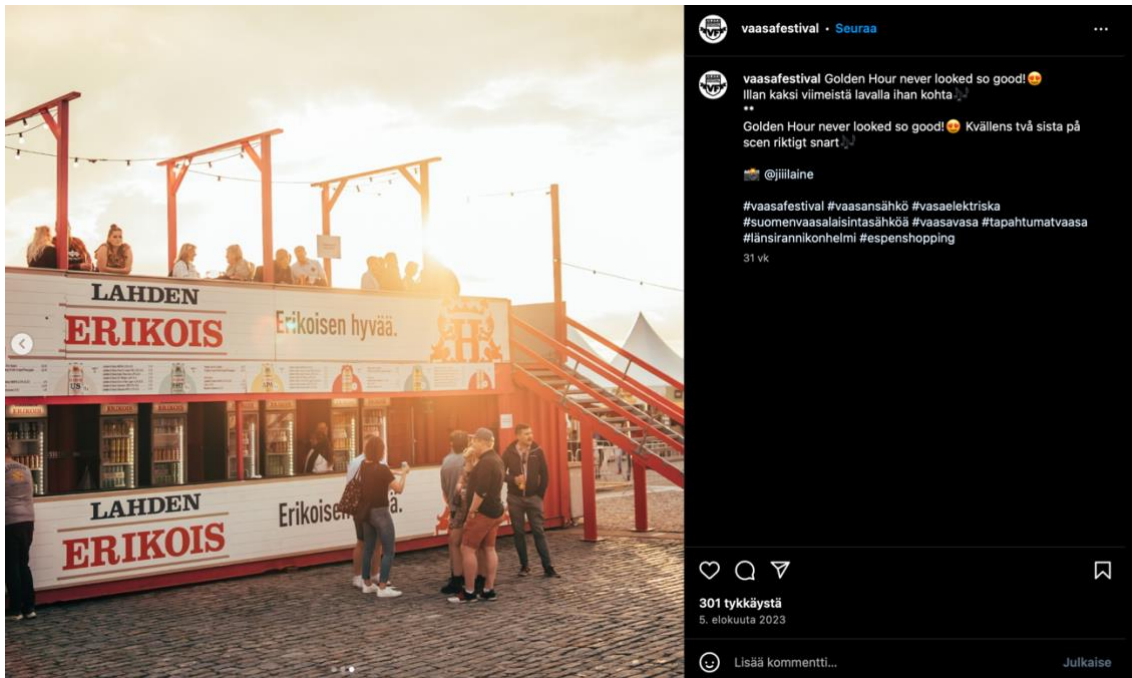 LAHDEN
ERIKOIS
Erikoisen hyvää.
H
ERIKOIS
LAHDEN
ERIKOIS
Erikoisen
vaasafestival • Seuraa
vaasafestival Golden Hour never looked so good!😍
Illan kaksi viimeistä lavalla ihan kohta🎶
**
Golden Hour never looked so good!😍 Kvällens två sista på
scen riktigt snart🎶
📸 @jiiilaine
#vaasafestival #vaasansähkö #vasaelektriska
#suomenvaasalaisintasähköä #vaasavasa #tapahtumatvaasa
#länsirannikonhelmi #espenshopping
31 vk
301 tykkäystä
5. elokuuta 2023
Lisää kommentti...
Julkaise